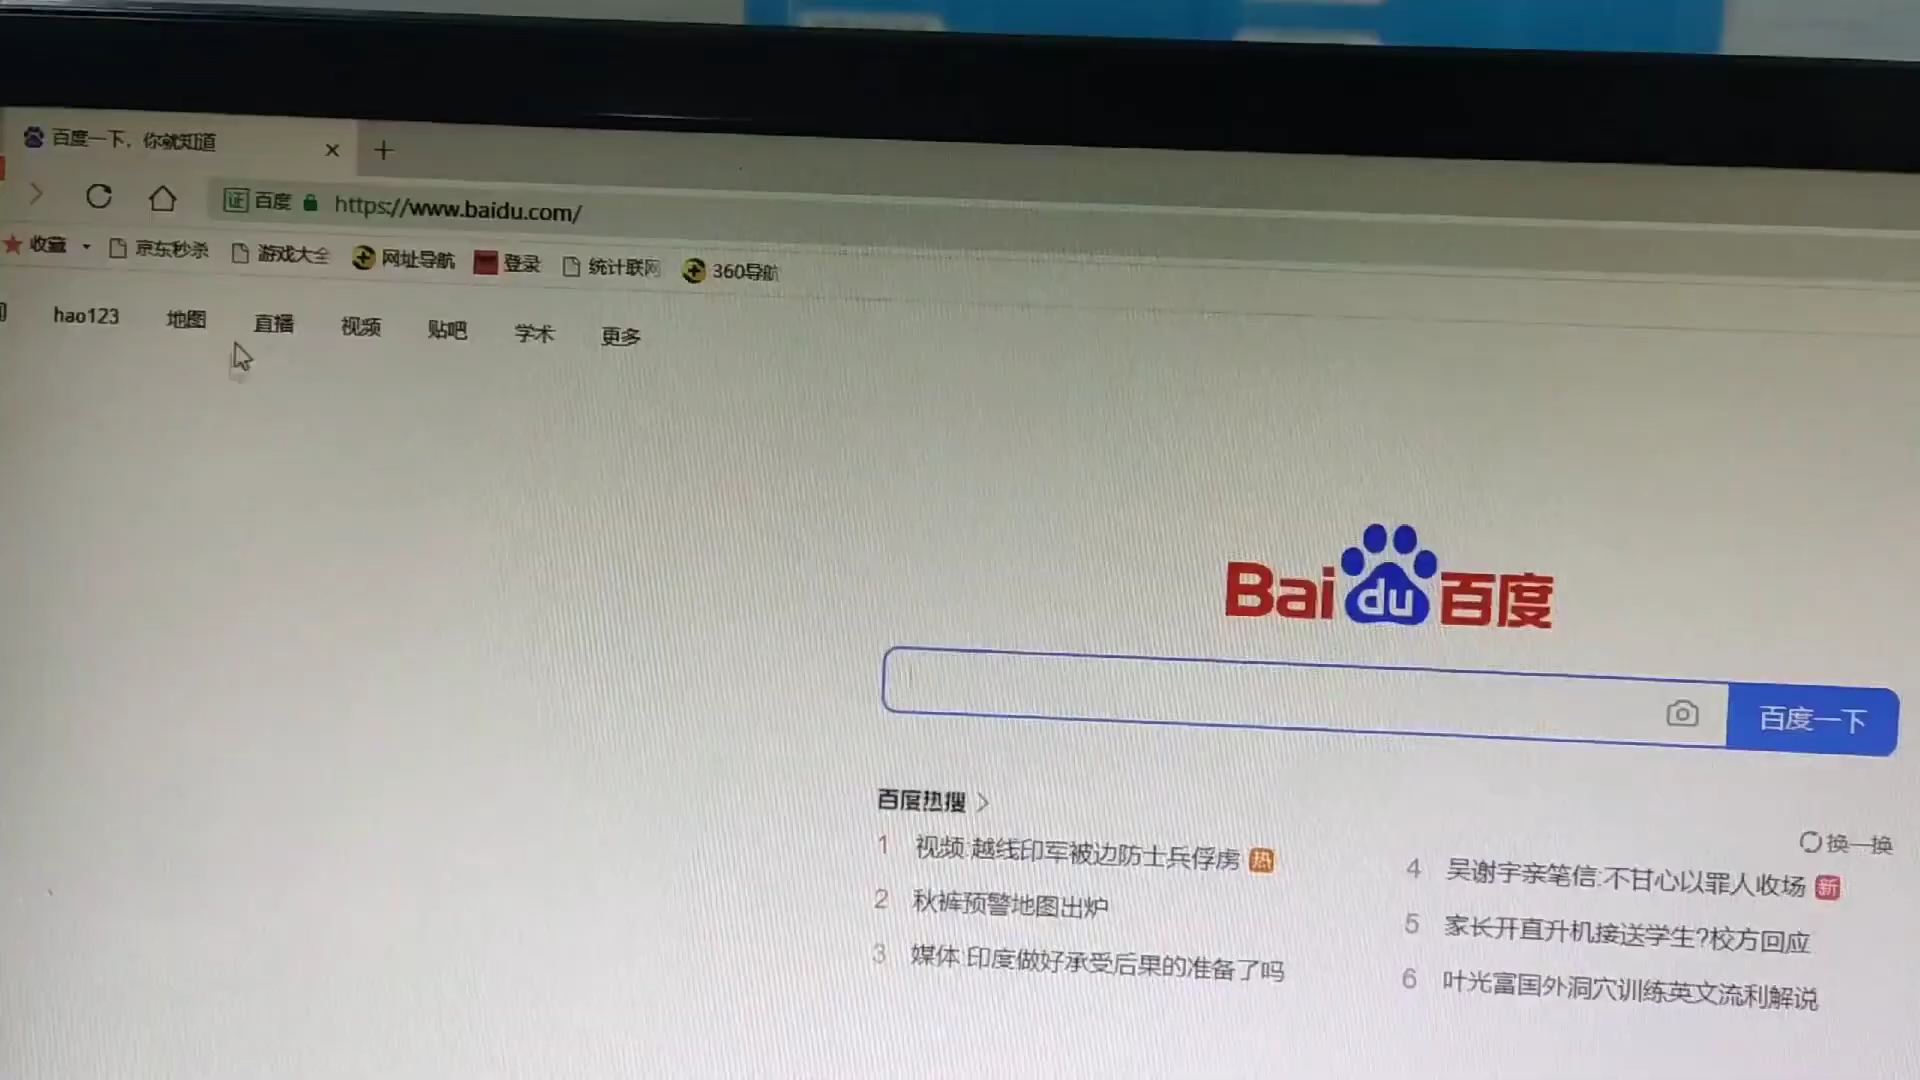 百度一下，你就知道
证 百度 https://www.baidu.com/
收藏 京东秒杀 游戏大全 网址导航 登录 统计联网 360导航
hao123 地图 直播 视频 贴吧 学术 更多
Bai du 百度
百度一下
百度热搜
换一换
1 视频:越线印军被边防士兵俘虏 热
2 秋裤预警地图出炉
3 媒体:印度做好承受后果的准备了吗
4 吴谢宇亲笔信:不甘心以罪人收场 新
5 家长开直升机接送学生?校方回应
6 叶光富国外洞穴训练英文流利解说